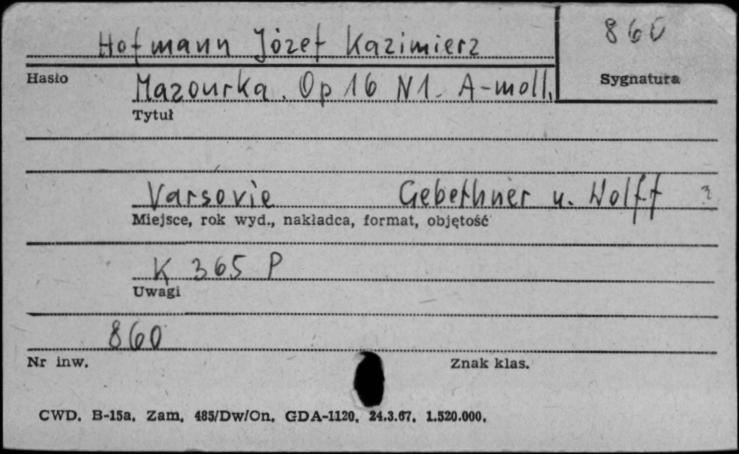 Hofmann Józef Kazimierz
860
Hasło
Sygnatura
Mazourka. Op 16 N1. A-moll.
Tytuł
Varsovie Gebethner u. Wolff ?
Miejsce, rok wyd., nakładca, format, objętość
K 365 P
Uwagi
860
Nr inw.
Znak klas.
CWD. B-15a, Zam. 485/Dw/On. GDA-1120, 24.3.67, 1.520.000.